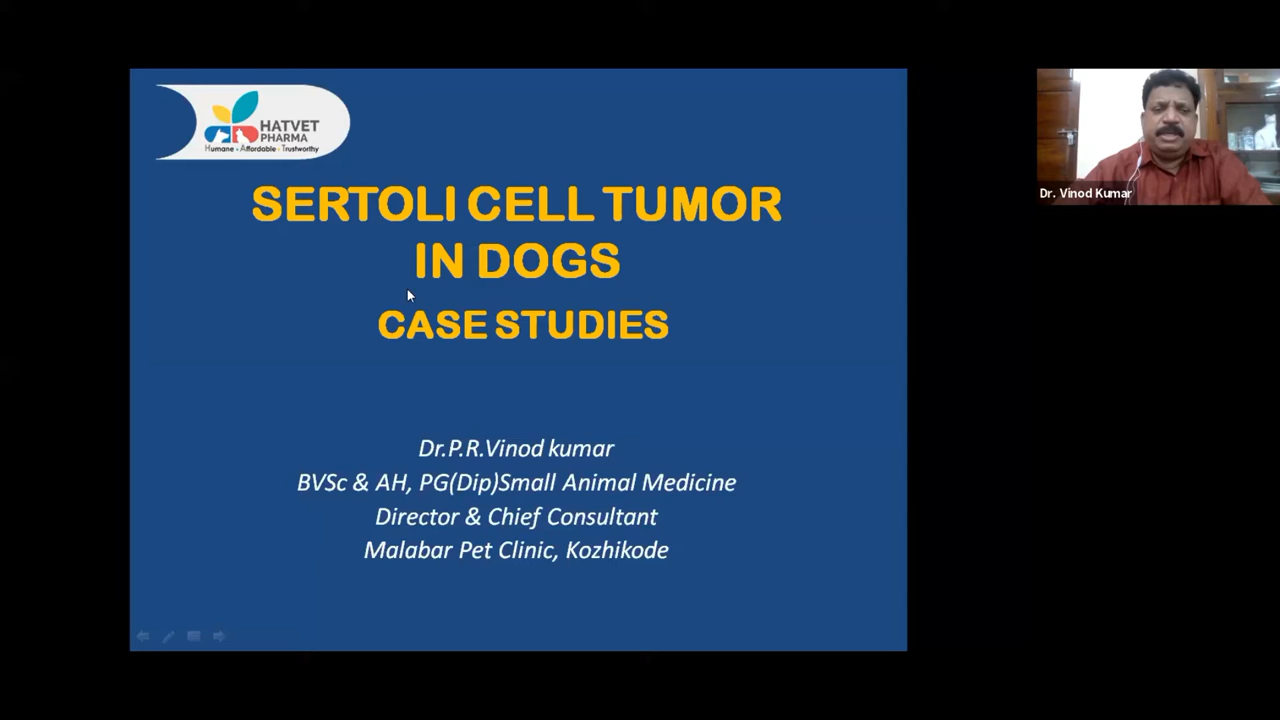 HATVET
PHARMA
Humane - Affordable - Trustworthy
SERTOLI CELL TUMOR
IN DOGS
CASE STUDIES
Dr.P.R.Vinod kumar
BVSc & AH, PG(Dip)Small Animal Medicine
Director & Chief Consultant
Malabar Pet Clinic, Kozhikode
Dr. Vinod Kumar